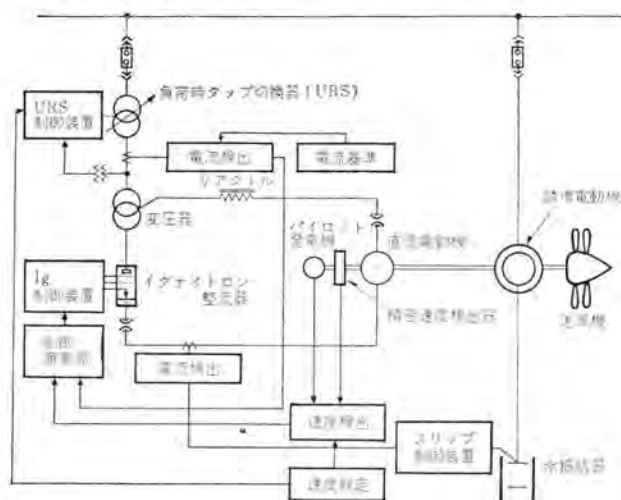 負荷時タップ切換器(URS)
URS
制御装置
電流検出
電流基準
リアクトル
変圧器
パイロット
発電機
直流電動機
誘導電動機
Ig.
制御装置
イグナイトロン
整流器
精密速度検出器
送風機
電流検出
速度検出
スリップ
制御装置
水抵抗器
速度設定